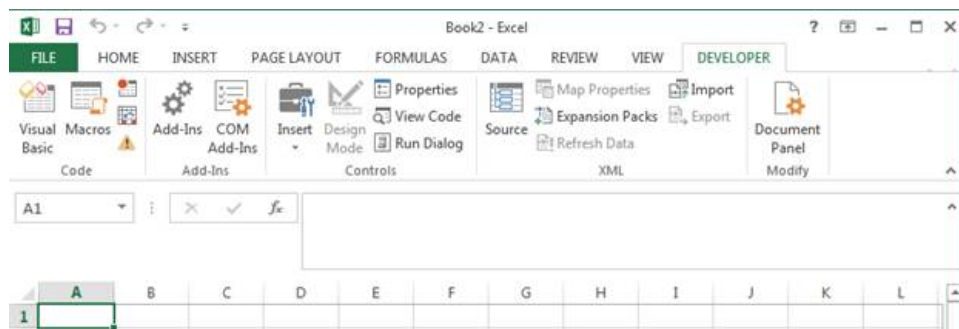 Book2 - Excel
FILE HOME INSERT PAGE LAYOUT FORMULAS DATA REVIEW VIEW DEVELOPER
Visual Basic
Macros
Add-Ins
COM Add-Ins
Insert
Design Mode
Properties
View Code
Run Dialog
Source
Map Properties
Expansion Packs
Refresh Data
Import
Export
Document Panel
Code Add-Ins Controls XML Modify
A1 fx
A B C D E F G H I J K L
1